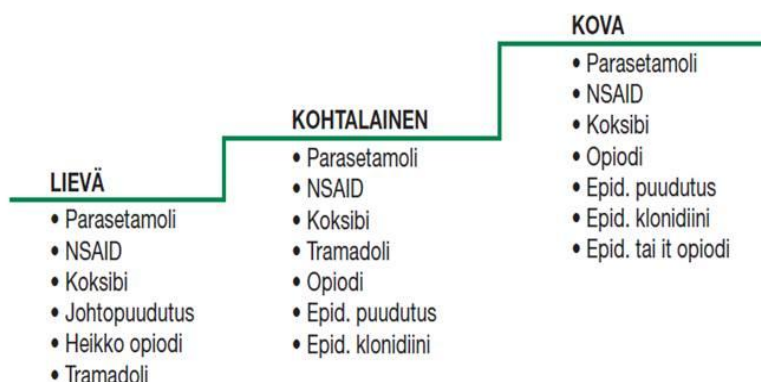 LIEVÄ
• Parasetamoli
• NSAID
• Koksibi
• Johtopuudutus
• Heikko opiodi
• Tramadoli
KOHTALAINEN
• Parasetamoli
• NSAID
• Koksibi
• Tramadoli
• Opiodi
• Epid. puudutus
• Epid. klonidiini
KOVA
• Parasetamoli
• NSAID
• Koksibi
• Opiodi
• Epid. puudutus
• Epid. klonidiini
• Epid. tai it opiodi